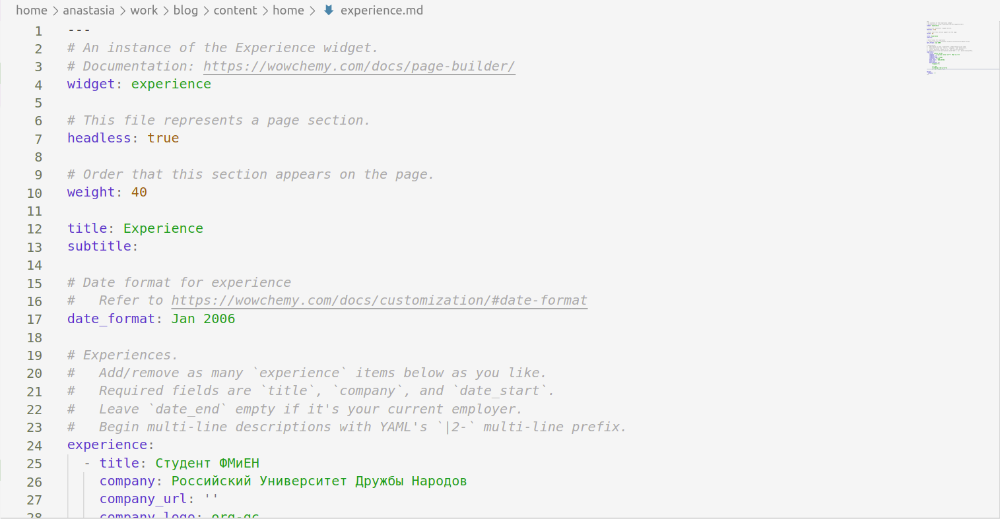 home > anastasia > work > blog > content > home > experience.md
1 ---
2 # An instance of the Experience widget.
3 # Documentation: https://wowchemy.com/docs/page-builder/
4 widget: experience
5
6 # This file represents a page section.
7 headless: true
8
9 # Order that this section appears on the page.
10 weight: 40
11
12 title: Experience
13 subtitle:
14
15 # Date format for experience
16 #   Refer to https://wowchemy.com/docs/customization/#date-format
17 date_format: Jan 2006
18
19 # Experiences.
20 #   Add/remove as many `experience` items below as you like.
21 #   Required fields are `title`, `company`, and `date_start`.
22 #   Leave `date_end` empty if it's your current employer.
23 #   Begin multi-line descriptions with YAML's `|2-` multi-line prefix.
24 experience:
25   - title: Студент ФМиЕН
26     company: Российский Университет Дружбы Народов
27     company_url: ''
28     company_logo: org-gc